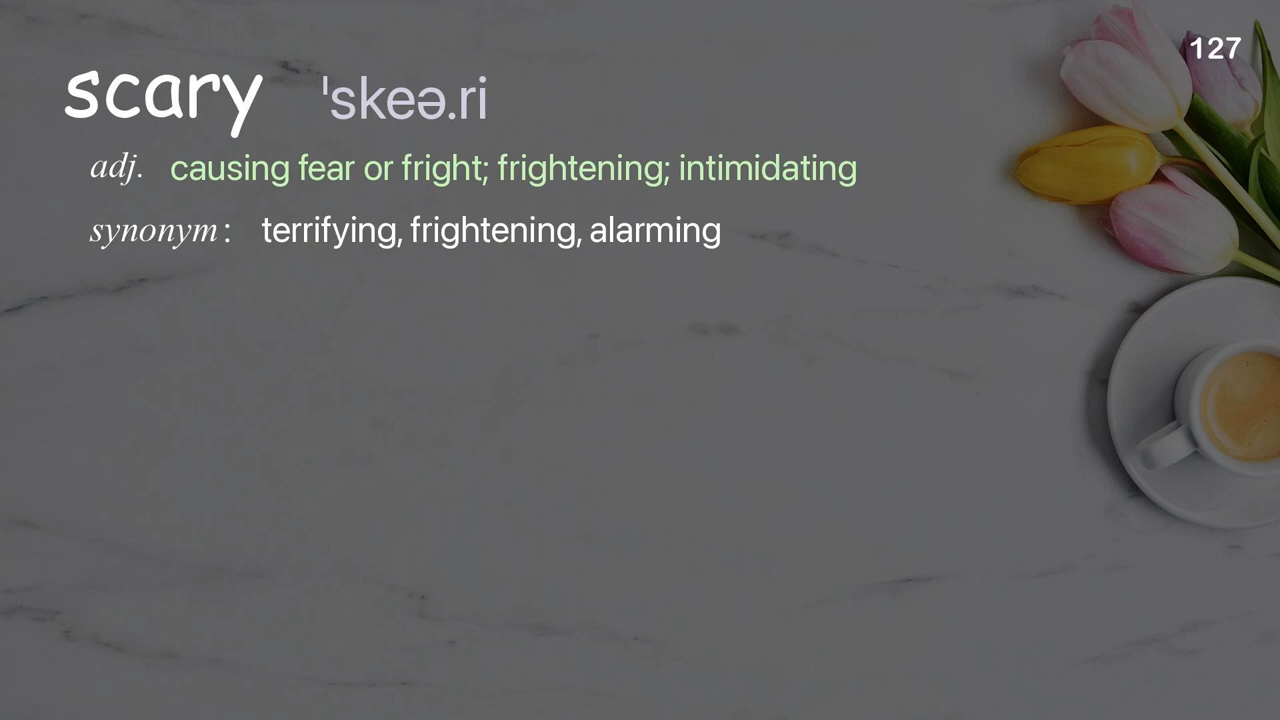 127
scary ˈskeə.ri
adj. causing fear or fright; frightening; intimidating
synonym: terrifying, frightening, alarming